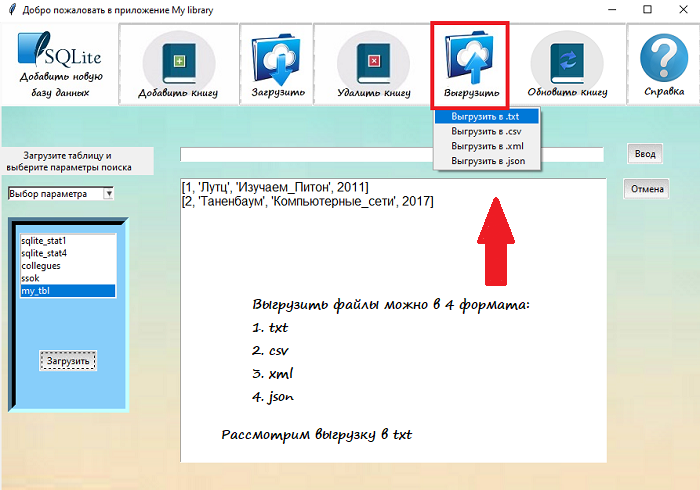 Добро пожаловать в приложение My library
SQLite
Добавить новую
базу данных
Добавить книгу
Загрузить
Удалить книгу
Выгрузить
Обновить книгу
Справка
Выгрузить в .txt
Выгрузить в .csv
Выгрузить в .xml
Выгрузить в .json
Загрузите таблицу и
выберите параметры поиска
Ввод
Выбор параметра
Отмена
[1, 'Лутц', 'Изучаем_Питон', 2011]
[2, 'Таненбаум', 'Компьютерные_сети', 2017]
sqlite_stat1
sqlite_stat4
collegues
ssok
my_tbl
Загрузить
Выгрузить файлы можно в 4 формата:
1. txt
2. csv
3. xml
4. json
Рассмотрим выгрузку в txt